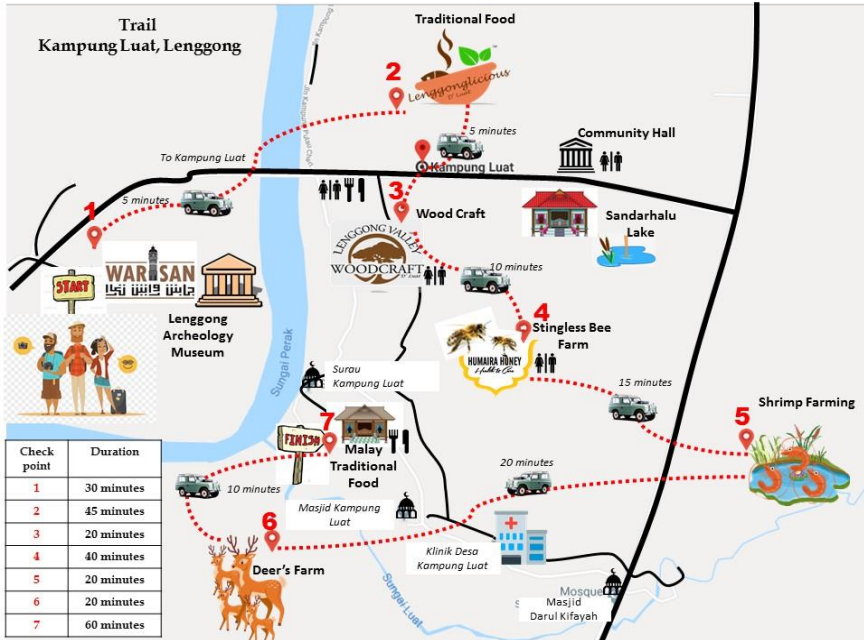 Trail
Kampung Luat, Lenggong
Traditional Food
2
Lenggonglicious
D' Luat
5 minutes
Community Hall
To Kampung Luat
Kampung Luat
5 minutes
1
3
Wood Craft
LENGGONG VALLEY
WOODCRAFT
D' Luat
Sandarhalu
Lake
START
WARISAN
Lenggong
Archeology
Museum
10 minutes
4
Stingless Bee
Farm
HUMAIRA HONEY
Sungai Perak
Surau
Kampung Luat
15 minutes
Shrimp Farming
5
7
FINISH
Malay
Traditional
Food
20 minutes
10 minutes
Masjid Kampung
Luat
6
Deer's Farm
Klinik Desa
Kampung Luat
Sungai Luat
Mosque
Masjid
Darul Kifayah
Check
point Duration
1 30 minutes
2 45 minutes
3 20 minutes
4 40 minutes
5 20 minutes
6 20 minutes
7 60 minutes